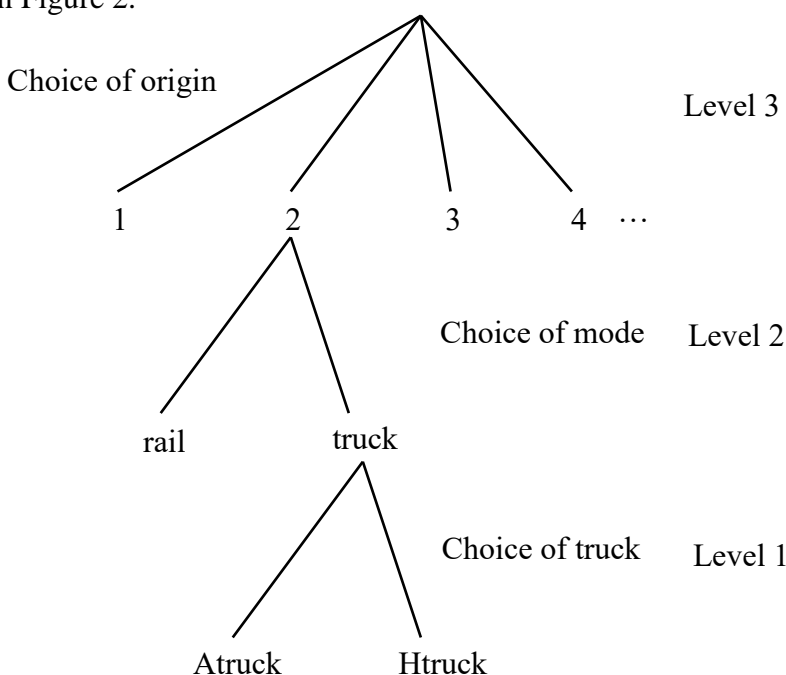 Figure 2.
Choice of origin
Level 3
1 2 3 4 ...
Choice of mode Level 2
rail truck
Choice of truck Level 1
Atruck Htruck